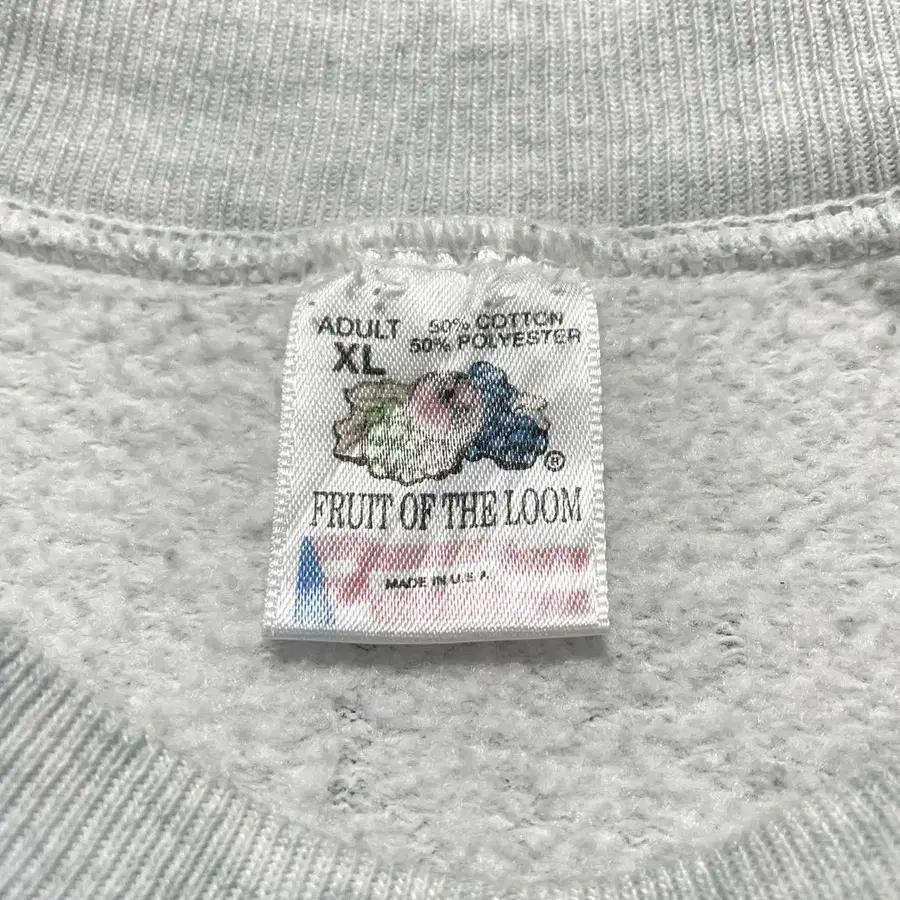 ADULT 50% COTTON
XL 50% POLYESTER
®
FRUIT OF THE LOOM
MADE IN U.S.A.